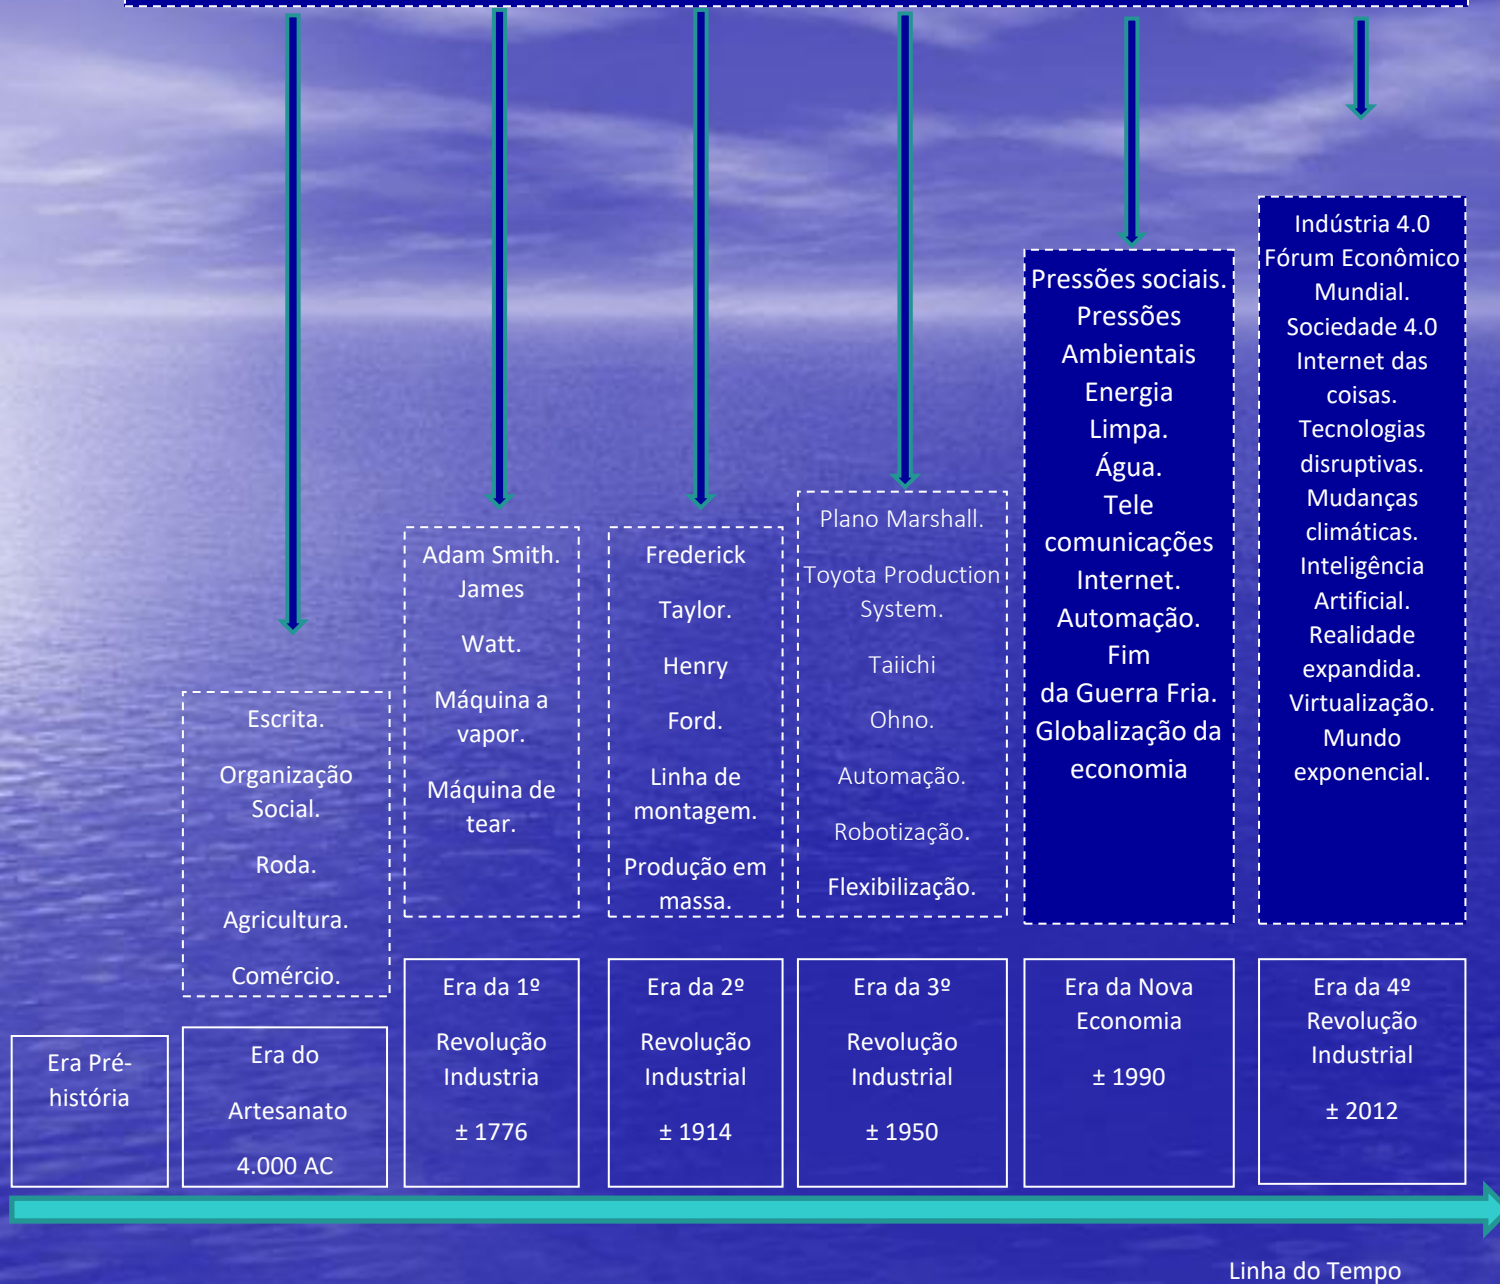 Escrita.
Organização
Social.
Roda.
Agricultura.
Comércio.
Adam Smith.
James
Watt.
Máquina a
vapor.
Máquina de
tear.
Frederick
Taylor.
Henry
Ford.
Linha de
montagem.
Produção em
massa.
Plano Marshall.
Toyota Production
System.
Taiichi
Ohno.
Automação.
Robotização.
Flexibilização.
Pressões sociais.
Pressões
Ambientais
Energia
Limpa.
Água.
Tele
comunicações
Internet.
Automação.
Fim
da Guerra Fria.
Globalização da
economia
Indústria 4.0
Fórum Econômico
Mundial.
Sociedade 4.0
Internet das
coisas.
Tecnologias
disruptivas.
Mudanças
climáticas.
Inteligência
Artificial.
Realidade
expandida.
Virtualização.
Mundo
exponencial.
Era Pré-
história
Era do
Artesanato
4.000 AC
Era da 1º
Revolução
Industria
± 1776
Era da 2º
Revolução
Industrial
± 1914
Era da 3º
Revolução
Industrial
± 1950
Era da Nova
Economia
± 1990
Era da 4º
Revolução
Industrial
± 2012
Linha do Tempo